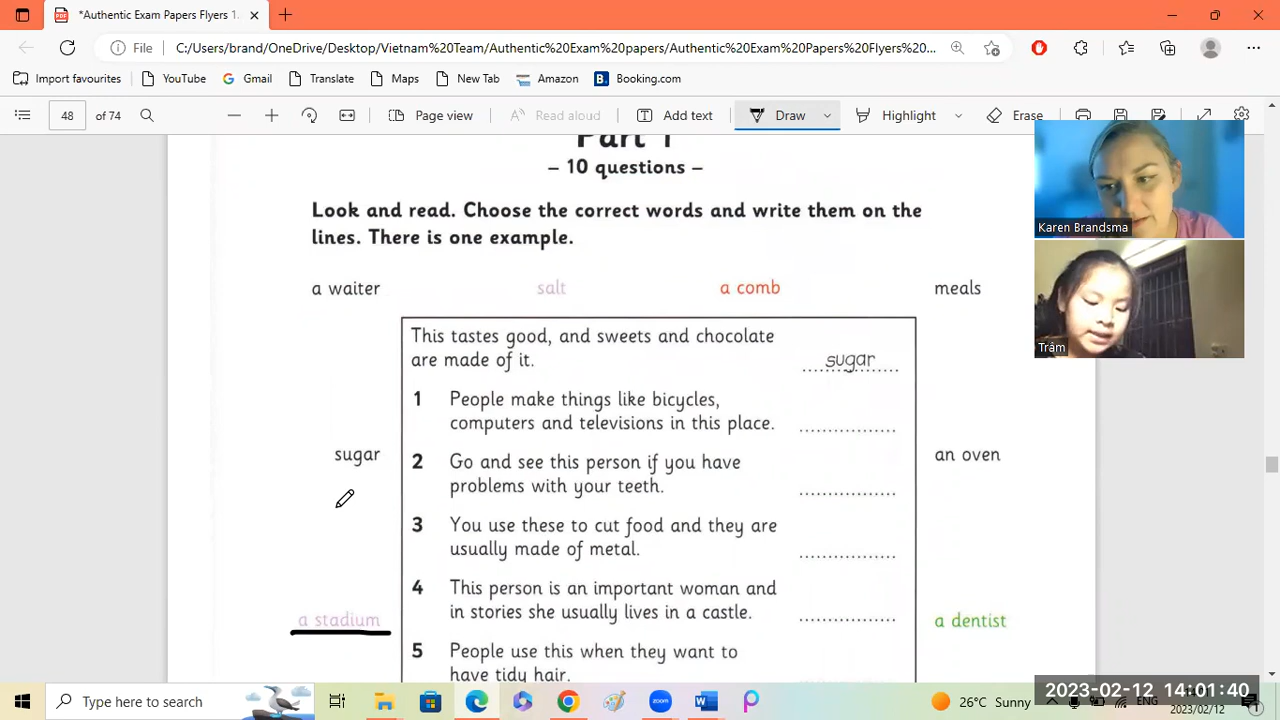 *Authentic Exam Papers Flyers 1.
File
C:/Users/brand/OneDrive/Desktop/Vietnam%20Team/Authentic%20Exam%20papers/Authentic%20Exam%20Papers%20Flyers%20...
Import favourites
YouTube
Gmail
Translate
Maps
New Tab
Amazon
Booking.com
48
of 74
Page view
Read aloud
Add text
Draw
Highlight
Erase
Part 1
– 10 questions –
Look and read. Choose the correct words and write them on the
lines. There is one example.
a waiter
salt
a comb
meals
This tastes good, and sweets and chocolate
are made of it.
sugar
1 People make things like bicycles,
computers and televisions in this place.
sugar
an oven
2 Go and see this person if you have
problems with your teeth.
3 You use these to cut food and they are
usually made of metal.
4 This person is an important woman and
in stories she usually lives in a castle.
a stadium
a dentist
5 People use this when they want to
have tidy hair.
Karen Brandsma
Trâm
Type here to search
26°C Sunny
ENG
2023-02-12 14:01:40
2023/02/12